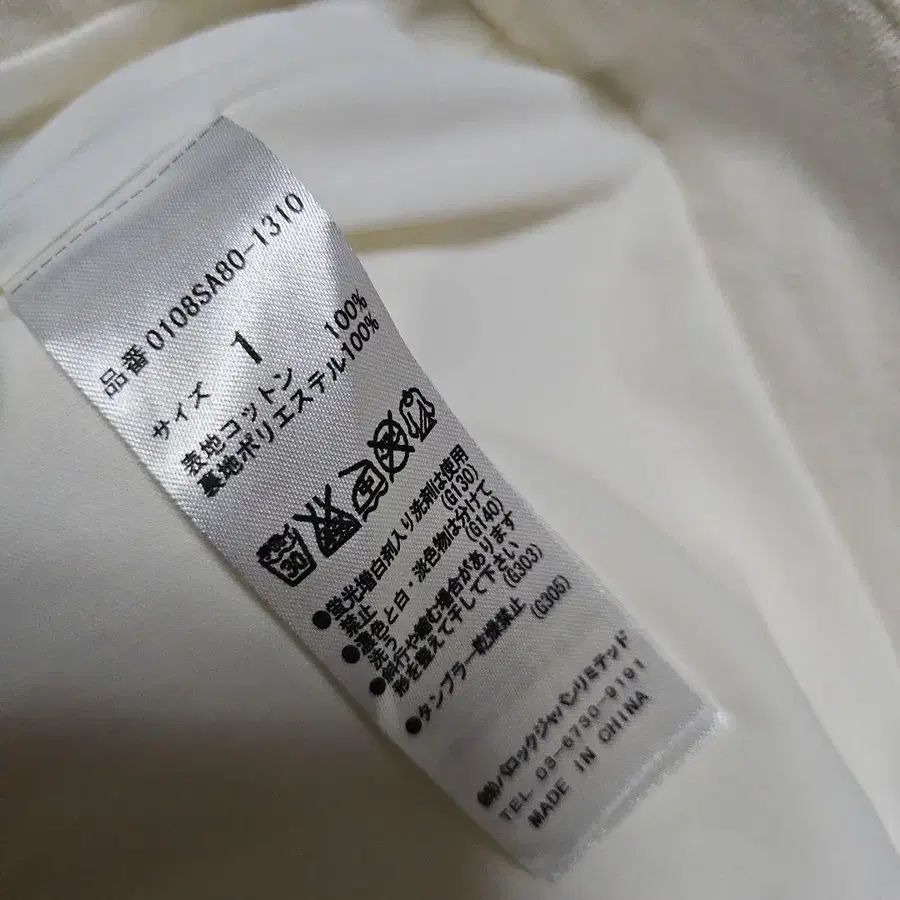 品番 0108SA80-1310
サイズ 1
表地コットン 100%
裏地ポリエステル100%
30
●蛍光増白剤入り洗剤は使用
禁止 (G130)
●濃色と白・淡色物は分けて
洗う (G140)
●斜行や縮む場合があります
形を整えて干して下さい (G303)
●タンブラー乾燥禁止 (G305)
㈱バロックジャパンリミテッド
TEL 03-6730-9191
MADE IN CHINA